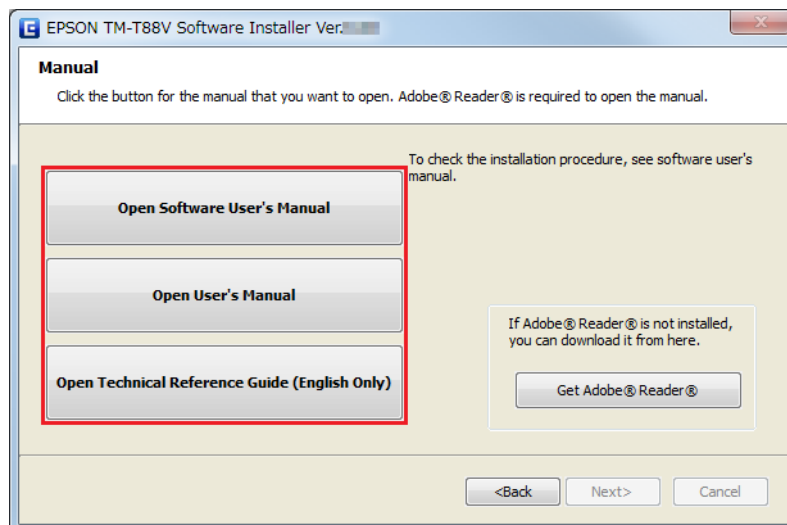 EPSON TM-T88V Software Installer Ver.
Manual
Click the button for the manual that you want to open. Adobe® Reader® is required to open the manual.
To check the installation procedure, see software user's
manual.
Open Software User's Manual
Open User's Manual
Open Technical Reference Guide (English Only)
If Adobe® Reader® is not installed,
you can download it from here.
Get Adobe® Reader®
<Back
Next>
Cancel